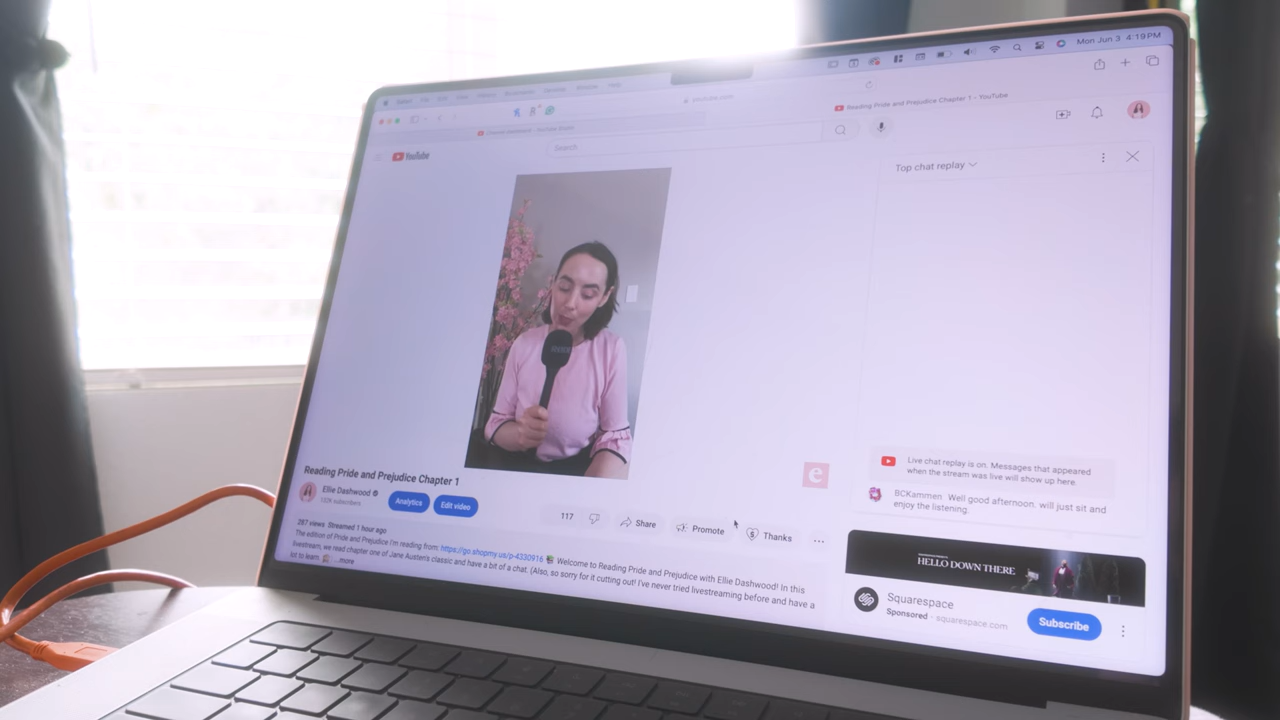 Mon Jun 3 4:19PM
youtube.com
Reading Pride and Prejudice Chapter 1 – YouTube
YouTube
Search
Top chat replay
Live chat replay is on. Messages that appeared
when the stream was live will show up here.
BCKammen Well good afternoon. will just sit and
enjoy the listening.
e
Reading Pride and Prejudice Chapter 1
Ellie Dashwood
132K subscribers
Analytics
Edit video
117
Share
Promote
Thanks
287 views Streamed 1 hour ago
The edition of Pride and Prejudice I'm reading from: https://go.shopmy.us/p-4330916 Welcome to Reading Pride and Prejudice with Ellie Dashwood! In this
livestream, we read chapter one of Jane Austen's classic and have a bit of a chat. (Also, so sorry for it cutting out! I've never tried livestreaming before and have a
lot to learn ...more
HELLO DOWN THERE
Squarespace
Sponsored · squarespace.com
Subscribe